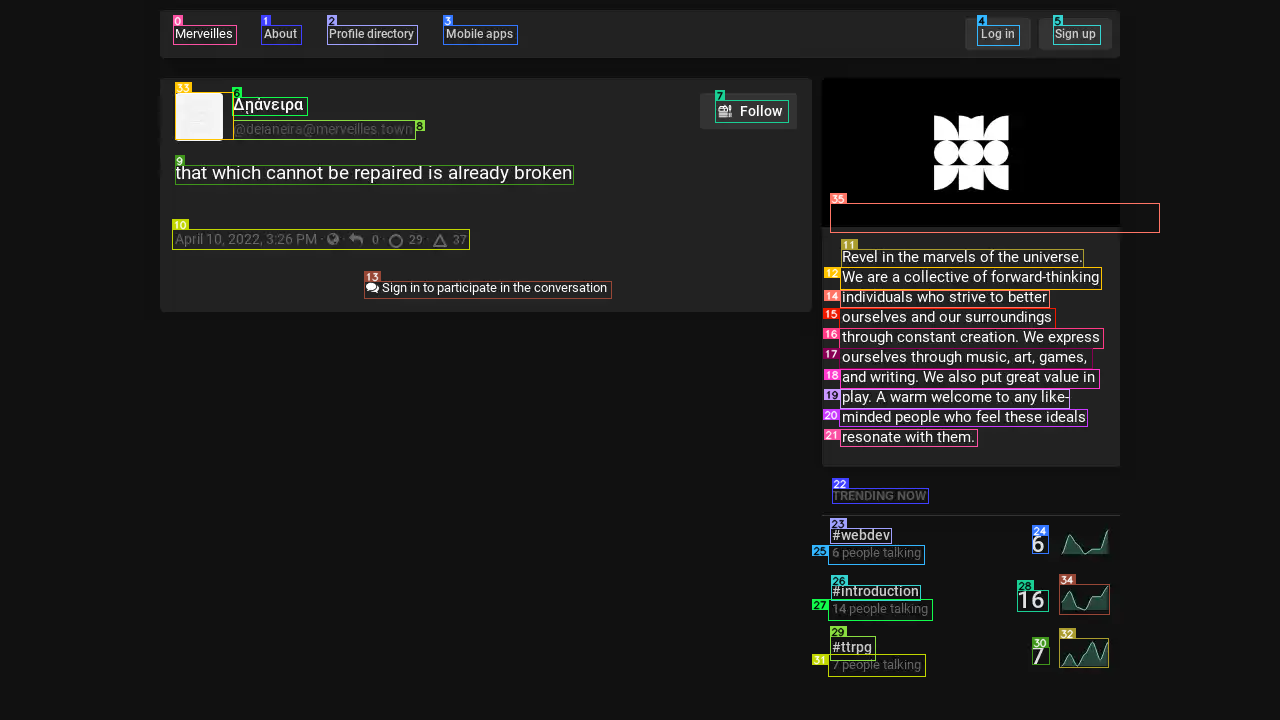 Merveilles
About
Profile directory
Mobile apps
Log in
Sign up
Δῃάνειρα
@deianeira@merveilles.town
Follow
that which cannot be repaired is already broken
April 10, 2022, 3:26 PM · · 0 · 29 · 37
Sign in to participate in the conversation
Revel in the marvels of the universe.
We are a collective of forward-thinking
individuals who strive to better
ourselves and our surroundings
through constant creation. We express
ourselves through music, art, games,
and writing. We also put great value in
play. A warm welcome to any like-
minded people who feel these ideals
resonate with them.
TRENDING NOW
#webdev
6 people talking
6
#introduction
14 people talking
16
#ttrpg
7 people talking
7
0
1
2
3
4
5
33
6
8
7
9
10
13
35
11
12
14
15
16
17
18
19
20
21
22
23
24
25
26
27
28
34
29
30
31
32